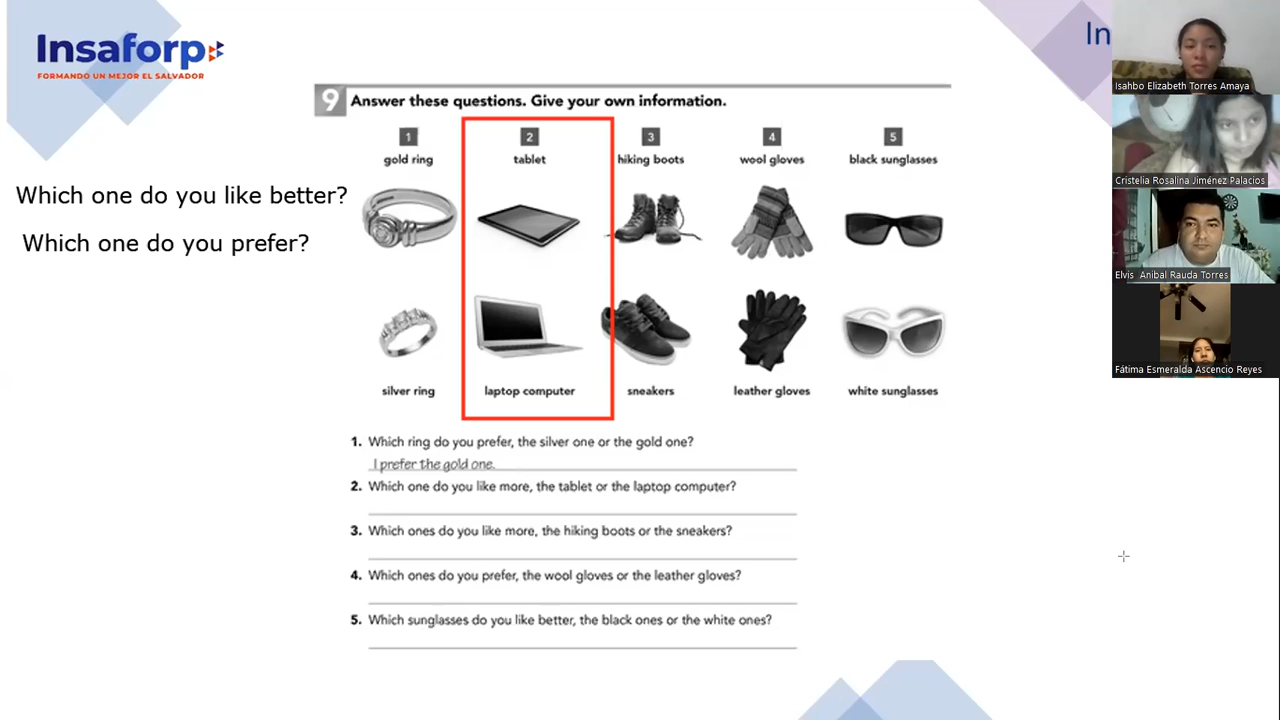 Insaforp
FORMANDO UN MEJOR EL SALVADOR
In
9 Answer these questions. Give your own information.
1 2 3 4 5
gold ring tablet hiking boots wool gloves black sunglasses
Which one do you like better?
Which one do you prefer?
silver ring laptop computer sneakers leather gloves white sunglasses
1. Which ring do you prefer, the silver one or the gold one?
I prefer the gold one.
2. Which one do you like more, the tablet or the laptop computer?
3. Which ones do you like more, the hiking boots or the sneakers?
4. Which ones do you prefer, the wool gloves or the leather gloves?
5. Which sunglasses do you like better, the black ones or the white ones?
Isahbo Elizabeth Torres Amaya
Cristelia Rosalina Jiménez Palacios
Elvis Anibal Rauda Torres
Fátima Esmeralda Ascencio Reyes